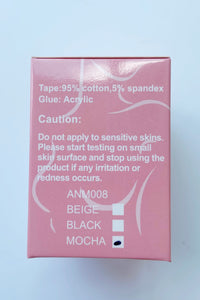 Tape:95% cotton,5% spandex
Glue: Acrylic
Caution:
Do not apply to sensitive skins.
Please start testing on small
skin surface and stop using the
product if any irritation or
redness occurs.
ANM008
BEIGE
BLACK
MOCHA